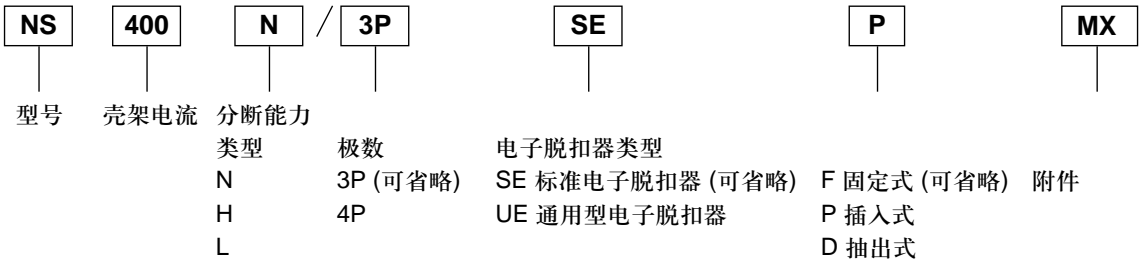 NS 400 N / 3P SE P MX
型号 壳架电流 分断能力
类型 极数 电子脱扣器类型
N 3P (可省略) SE 标准电子脱扣器 (可省略) F 固定式 (可省略) 附件
H 4P UE 通用型电子脱扣器 P 插入式
L D 抽出式